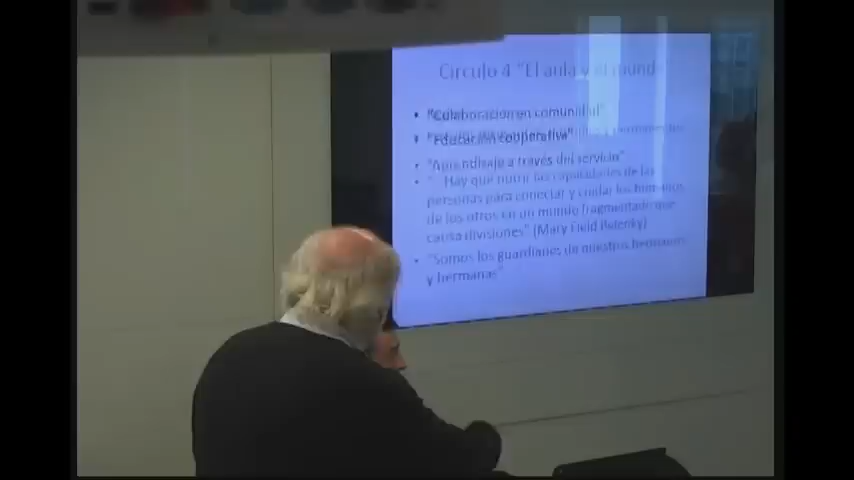 Circulo 4 "El aula y el mundo"
• "Colaboración en comunidad"
• "Educación cooperativa"
• "Aprendisaje a través del servicio"
• " Hay que nutrir las capacidades de las
personas para conectar y cuidar los humanos
de los otros en un mundo fragmentado que
causa divisiones" (Mary Field Belenky)
• "Somos los guardianes de nuestros hermanos
y hermanas"